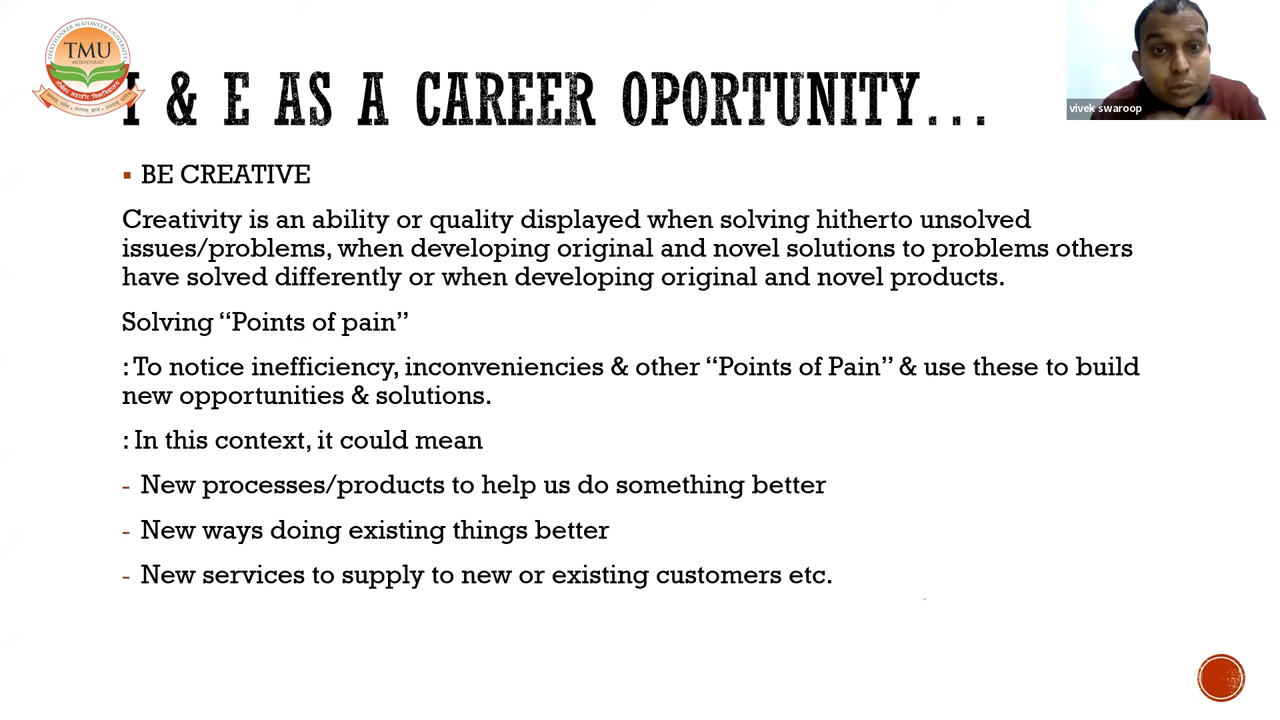 TEERTHANKER MAHAVEER UNIVERSITY
TMU
MORADABAD
I & E AS A CAREER OPORTUNITY...
vivek swaroop
▪ BE CREATIVE
Creativity is an ability or quality displayed when solving hitherto unsolved
issues/problems, when developing original and novel solutions to problems others
have solved differently or when developing original and novel products.
Solving “Points of pain”
: To notice inefficiency, inconveniencies & other “Points of Pain” & use these to build
new opportunities & solutions.
: In this context, it could mean
- New processes/products to help us do something better
- New ways doing existing things better
- New services to supply to new or existing customers etc.